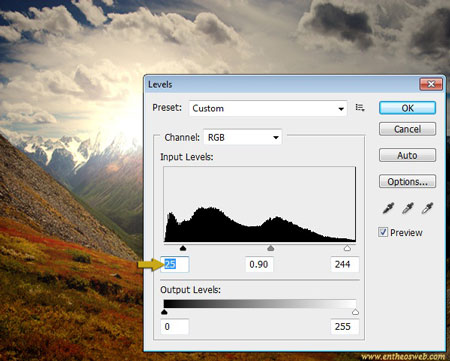 Levels
Preset: Custom
OK
Channel: RGB
Cancel
Input Levels:
Auto
Options...
Preview
25 0.90 244
Output Levels:
0 255
www.entheosweb.com